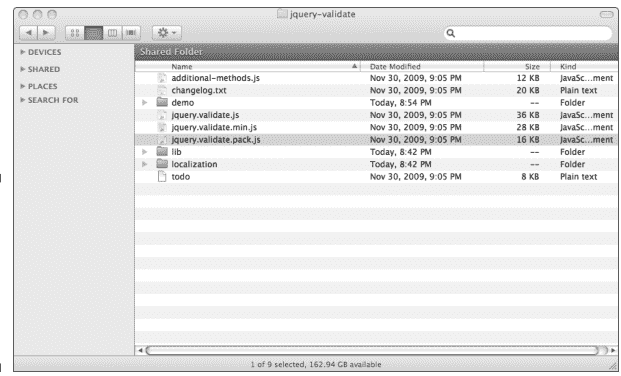 jquery-validate
DEVICES
SHARED
PLACES
SEARCH FOR
Shared Folder
Name Date Modified Size Kind
additional-methods.js Nov 30, 2009, 9:05 PM 12 KB JavaSc...ment
changelog.txt Nov 30, 2009, 9:05 PM 20 KB Plain text
demo Today, 8:54 PM -- Folder
jquery.validate.js Nov 30, 2009, 9:05 PM 36 KB JavaSc...ment
jquery.validate.min.js Nov 30, 2009, 9:05 PM 28 KB JavaSc...ment
jquery.validate.pack.js Nov 30, 2009, 9:05 PM 16 KB JavaSc...ment
lib Today, 8:42 PM -- Folder
localization Today, 8:42 PM -- Folder
todo Nov 30, 2009, 9:05 PM 8 KB Plain text
1 of 9 selected, 162.94 GB available